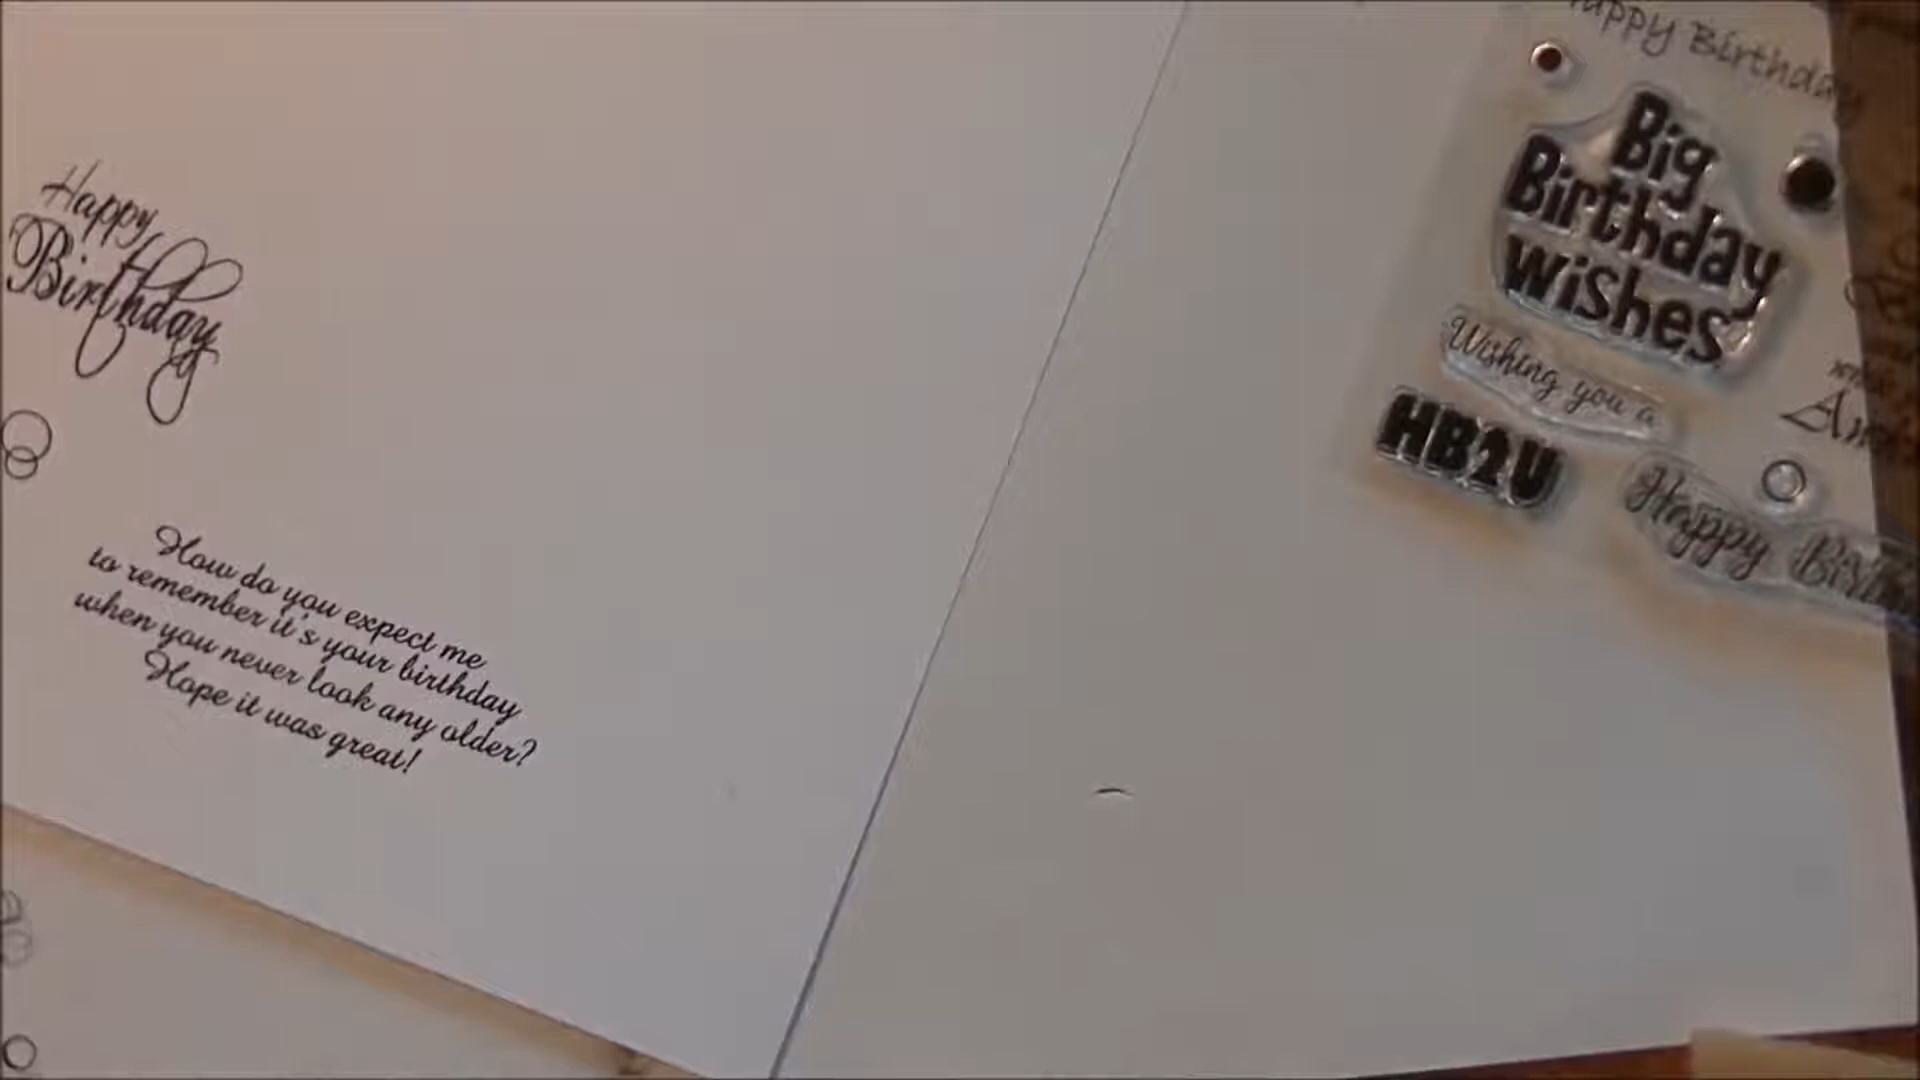 Happy
Birthday
How do you expect me
to remember it's your birthday
when you never look any older?
Hope it was great!
Happy Birthday
Big
Birthday
Wishes
Wishing you a
HB2U
Happy